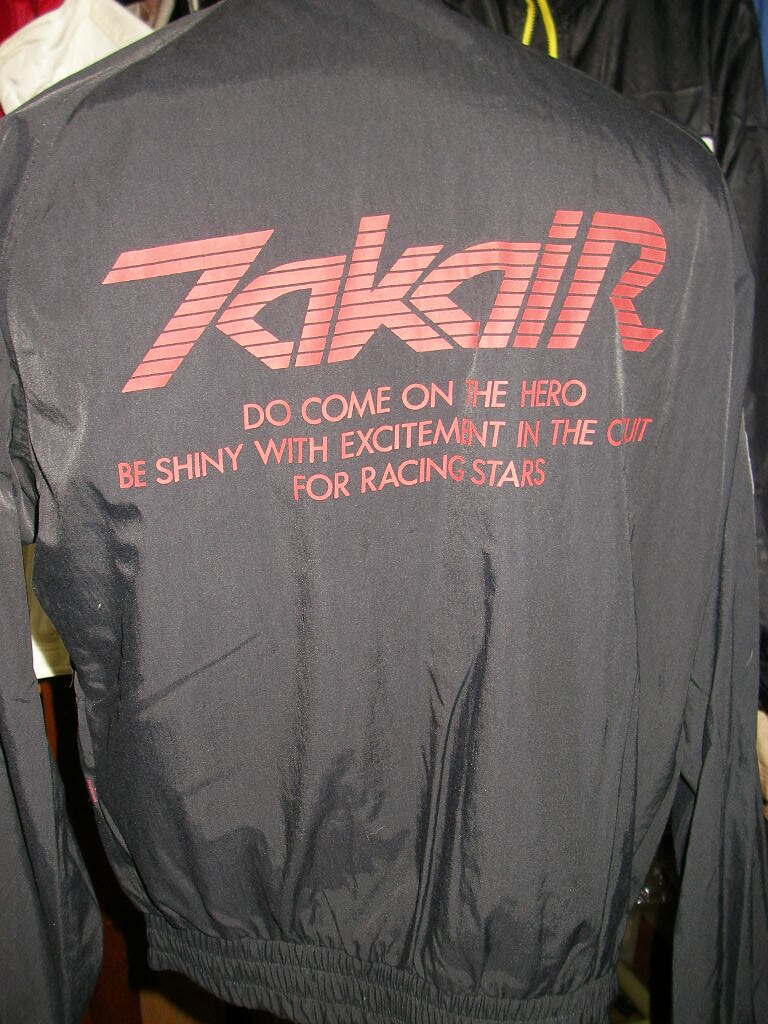 TakaiR
DO COME ON THE HERO
BE SHINY WITH EXCITEMENT IN THE
FOR RACING STARS